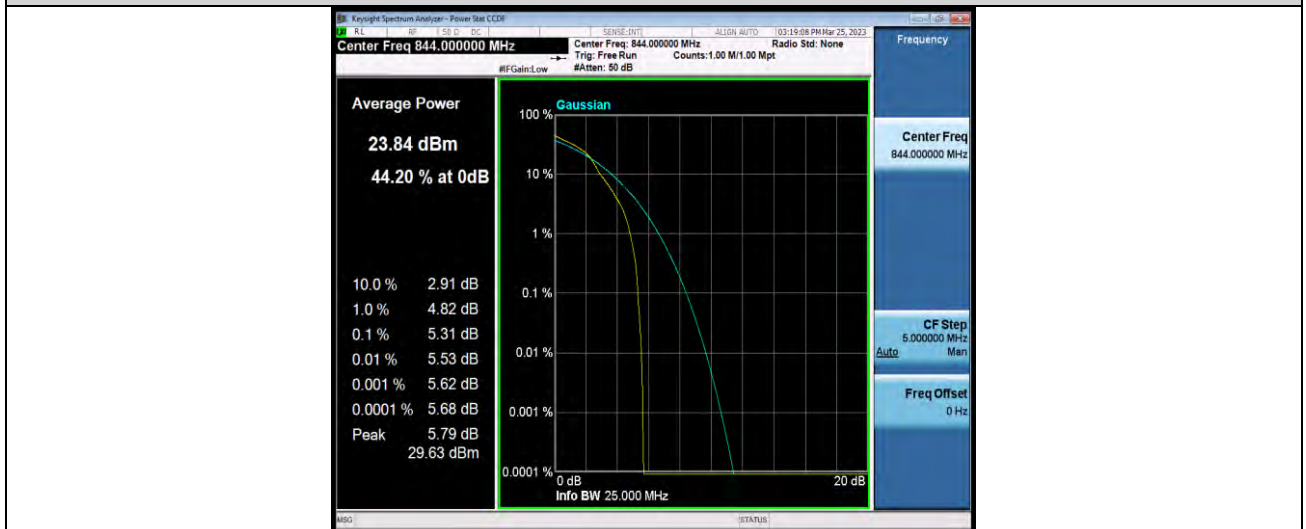 Keysight Spectrum Analyzer - Power Stat CCDF
RL RF 50 Ω DC SENSE:INT ALIGN AUTO 03:19:08 PM Mar 25, 2023
Center Freq 844.000000 MHz
Center Freq: 844.000000 MHz Radio Std: None
Trig: Free Run Counts:1.00 M/1.00 Mpt
#IFGain:Low #Atten: 50 dB
Frequency
Average Power
23.84 dBm
44.20 % at 0dB
10.0 % 2.91 dB
1.0 % 4.82 dB
0.1 % 5.31 dB
0.01 % 5.53 dB
0.001 % 5.62 dB
0.0001 % 5.68 dB
Peak 5.79 dB
29.63 dBm
Gaussian
100 %
10 %
1 %
0.1 %
0.01 %
0.001 %
0.0001 %
0 dB 20 dB
Info BW 25.000 MHz
Center Freq
844.000000 MHz
CF Step
5.000000 MHz
Auto Man
Freq Offset
0 Hz
MSG STATUS